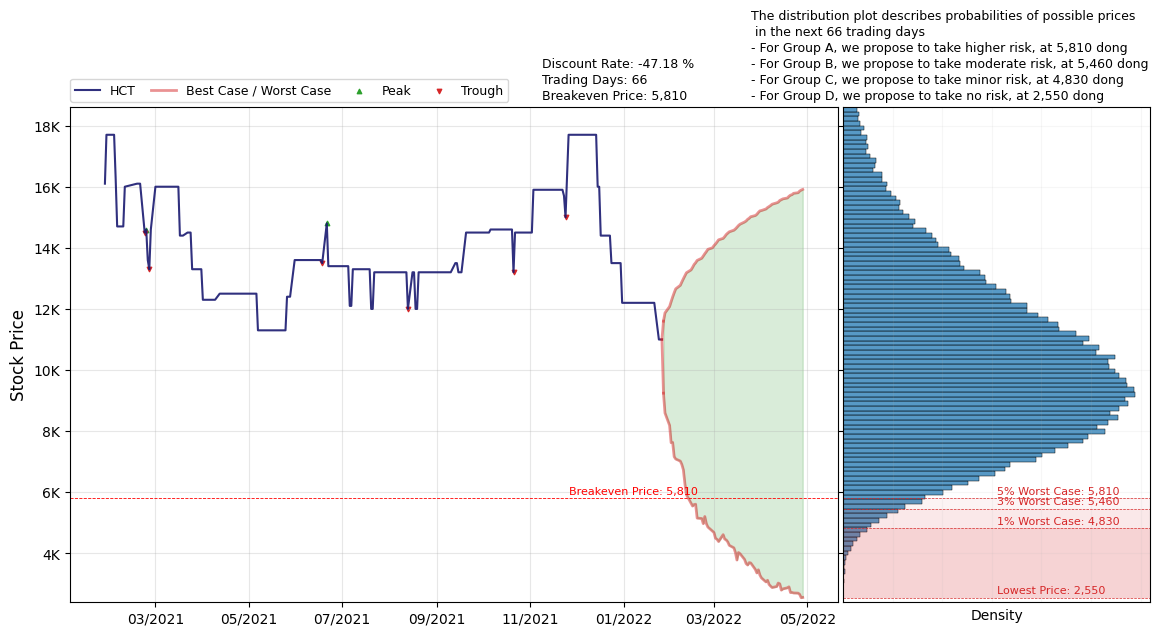 The distribution plot describes probabilities of possible prices
in the next 66 trading days
- For Group A, we propose to take higher risk, at 5,810 dong
- For Group B, we propose to take moderate risk, at 5,460 dong
- For Group C, we propose to take minor risk, at 4,830 dong
- For Group D, we propose to take no risk, at 2,550 dong
Discount Rate: -47.18 %
Trading Days: 66
Breakeven Price: 5,810
HCT
Best Case / Worst Case
Peak
Trough
Stock Price
18K
16K
14K
12K
10K
8K
6K
4K
Breakeven Price: 5,810
5% Worst Case: 5,810
3% Worst Case: 5,460
1% Worst Case: 4,830
Lowest Price: 2,550
03/2021
05/2021
07/2021
09/2021
11/2021
01/2022
03/2022
05/2022
Density